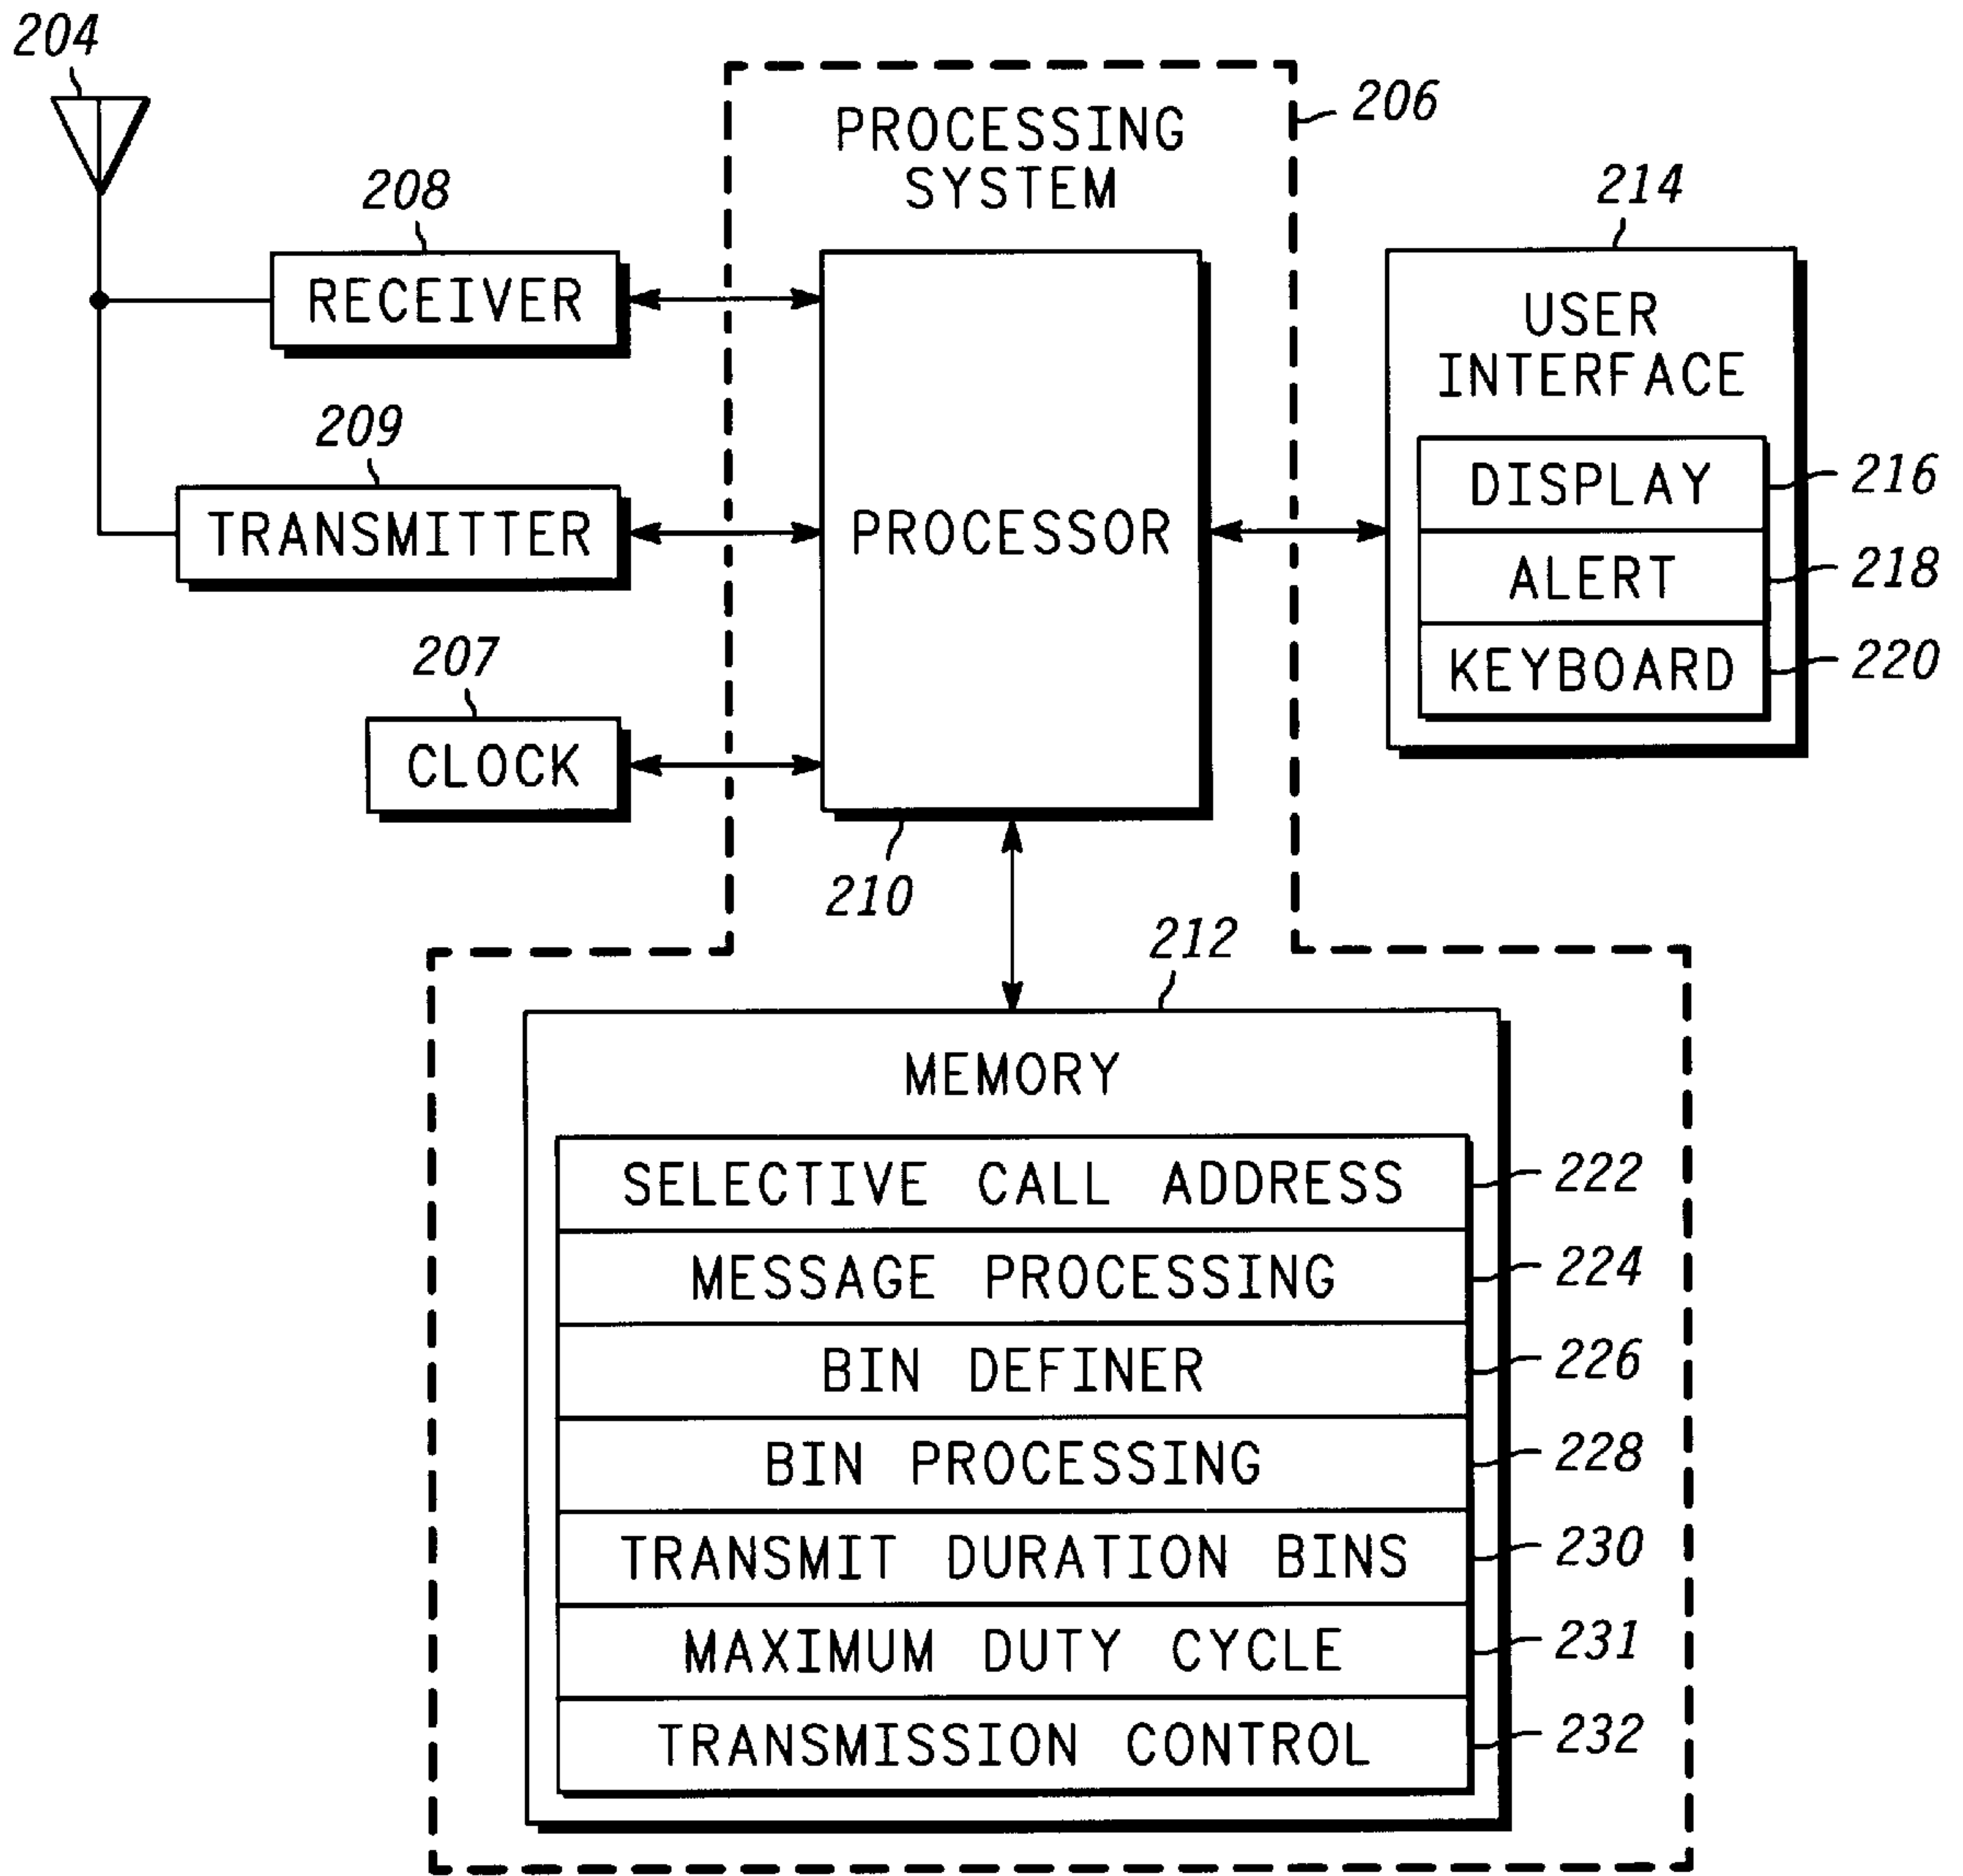 204
PROCESSING
SYSTEM
206
208
RECEIVER
214
USER
INTERFACE
209
TRANSMITTER
PROCESSOR
DISPLAY
216
ALERT
218
KEYBOARD
220
207
CLOCK
210
212
MEMORY
SELECTIVE CALL ADDRESS
222
MESSAGE PROCESSING
224
BIN DEFINER
226
BIN PROCESSING
228
TRANSMIT DURATION BINS
230
MAXIMUM DUTY CYCLE
231
TRANSMISSION CONTROL
232